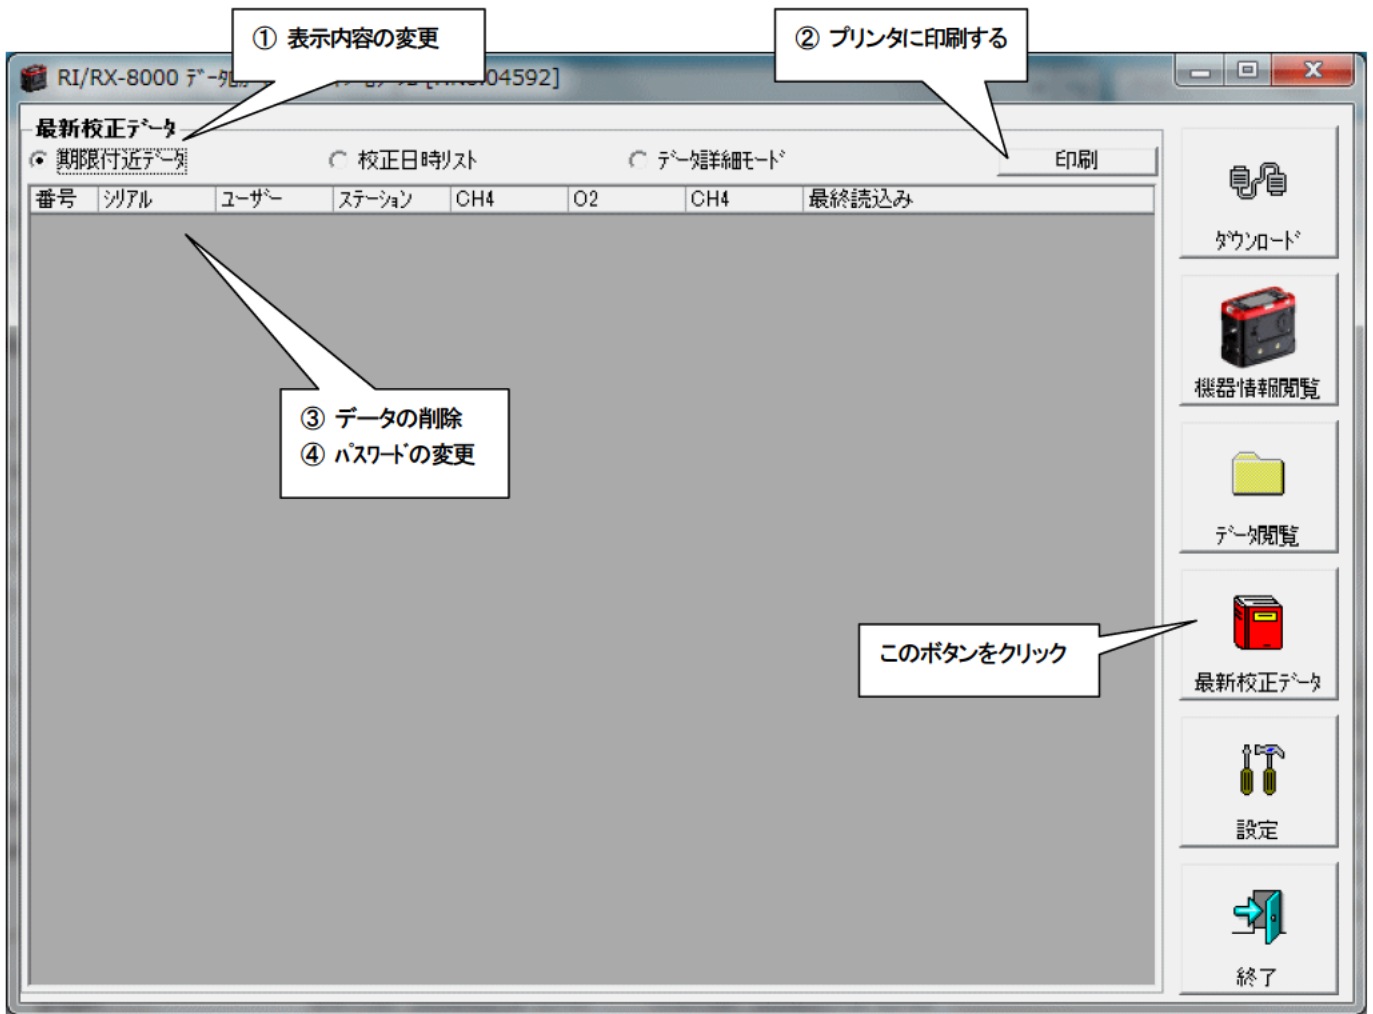 ① 表示内容の変更
② プリンタに印刷する
RI/RX-8000 ﾃﾞｰﾀ
04592]
最新校正ﾃﾞｰﾀ
期限付近ﾃﾞｰﾀ 校正日時ﾘｽﾄ ﾃﾞｰﾀ詳細ﾓｰﾄﾞ 印刷
番号 ｼﾘｱﾙ ﾕｰｻﾞｰ ｽﾃｰｼｮﾝ CH4 O2 CH4 最終読込み
ﾀﾞｳﾝﾛｰﾄﾞ
機器情報閲覧
③ データの削除
④ ﾊﾟｽﾜｰﾄﾞの変更
ﾃﾞｰﾀ閲覧
このボタンをクリック
最新校正ﾃﾞｰﾀ
設定
終了